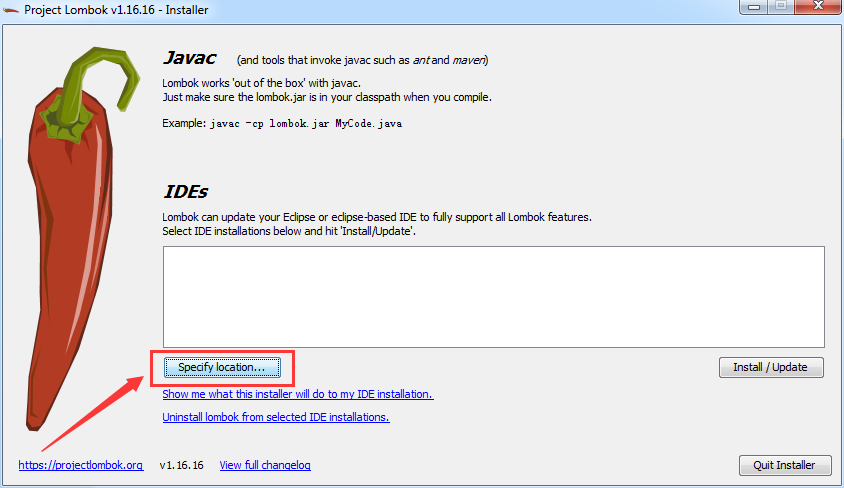 Project Lombok v1.16.16 - Installer
Javac (and tools that invoke javac such as ant and maven)
Lombok works 'out of the box' with javac.
Just make sure the lombok.jar is in your classpath when you compile.
Example: javac -cp lombok.jar MyCode.java
IDEs
Lombok can update your Eclipse or eclipse-based IDE to fully support all Lombok features.
Select IDE installations below and hit 'Install/Update'.
Specify location... Install / Update
Show me what this installer will do to my IDE installation.
Uninstall lombok from selected IDE installations.
https://projectlombok.org v1.16.16 View full changelog Quit Installer